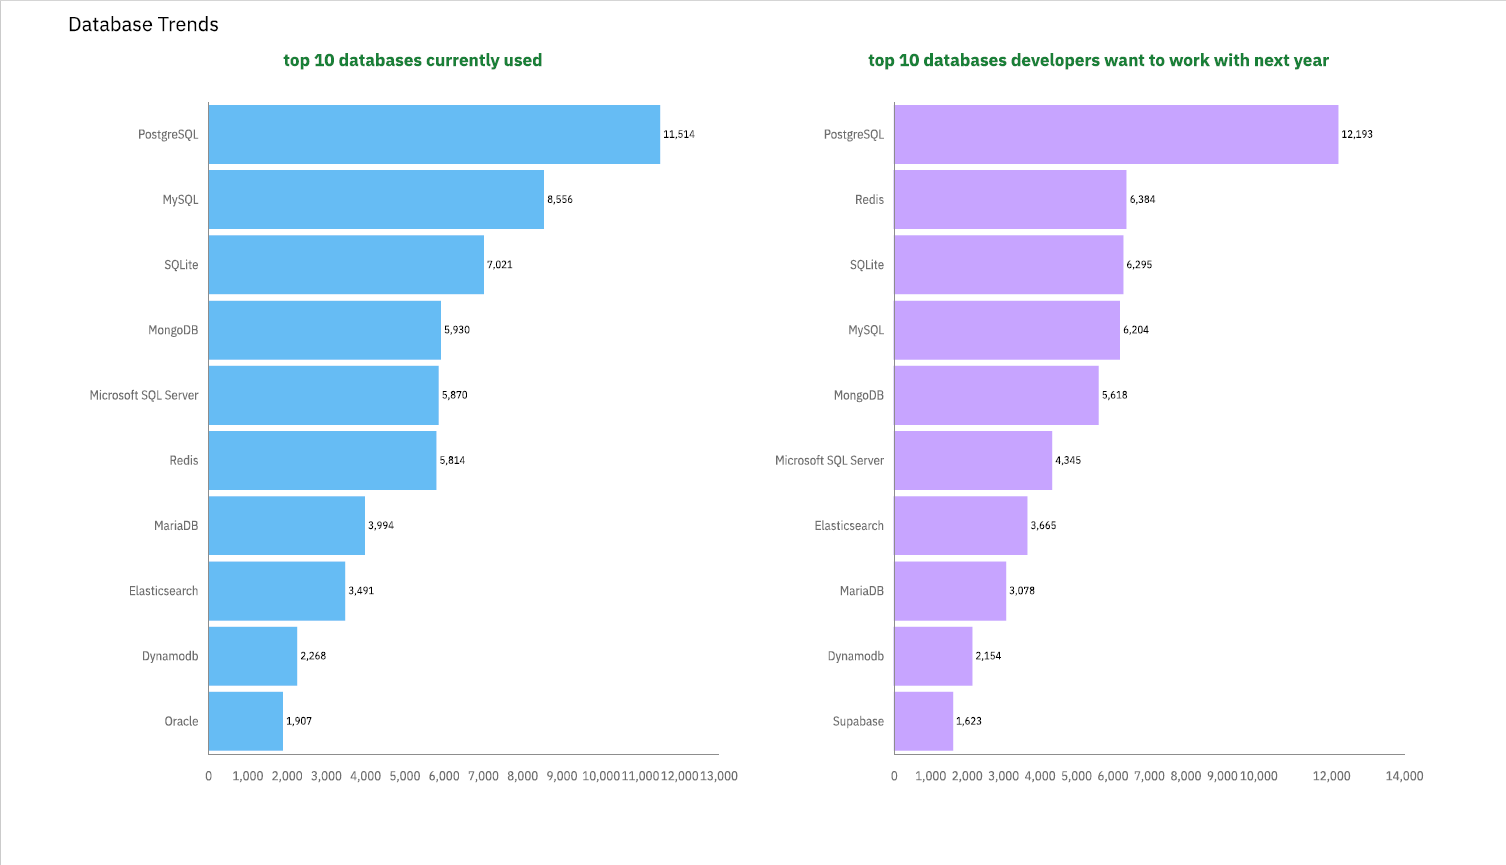 Database Trends
top 10 databases currently used
PostgreSQL 11,514
MySQL 8,556
SQLite 7,021
MongoDB 5,930
Microsoft SQL Server 5,870
Redis 5,814
MariaDB 3,994
Elasticsearch 3,491
Dynamodb 2,268
Oracle 1,907
0 1,000 2,000 3,000 4,000 5,000 6,000 7,000 8,000 9,000 10,000 11,000 12,000 13,000
top 10 databases developers want to work with next year
PostgreSQL 12,193
Redis 6,384
SQLite 6,295
MySQL 6,204
MongoDB 5,618
Microsoft SQL Server 4,345
Elasticsearch 3,665
MariaDB 3,078
Dynamodb 2,154
Supabase 1,623
0 1,000 2,000 3,000 4,000 5,000 6,000 7,000 8,000 9,000 10,000 12,000 14,000